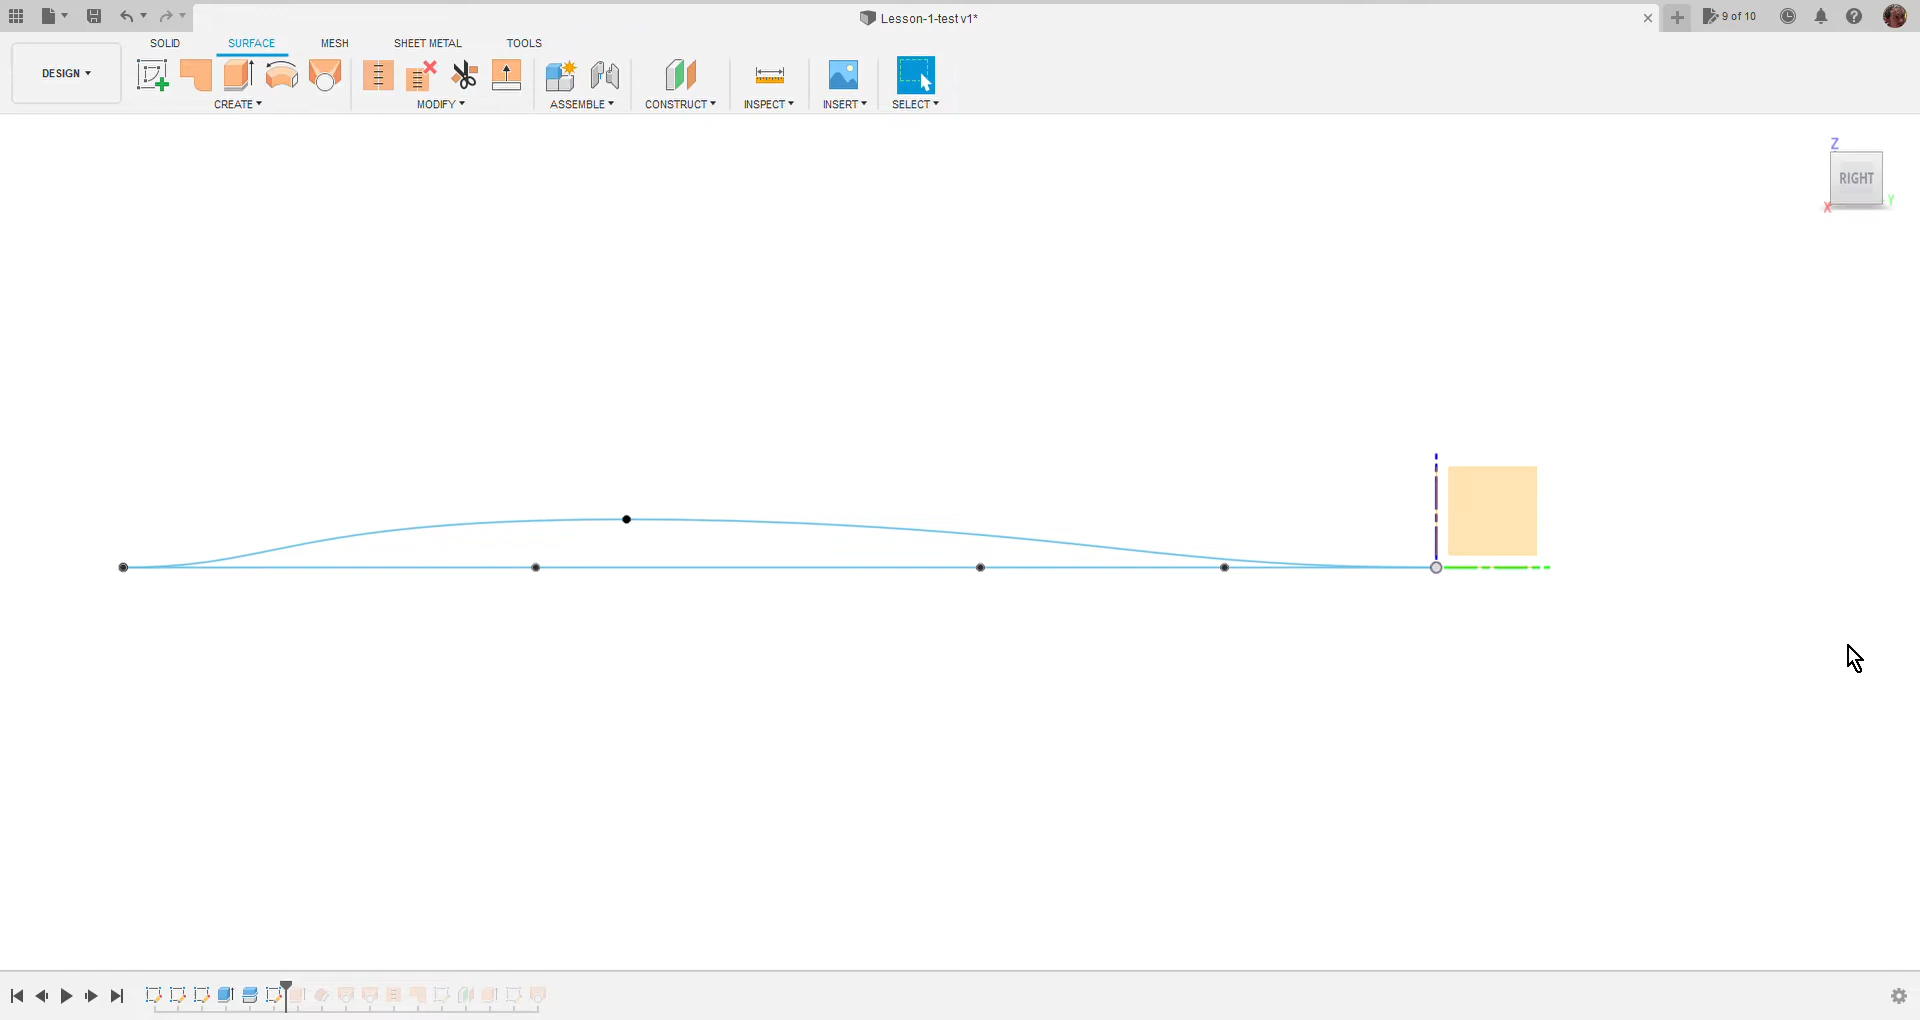 Lesson-1-test v1*
9 of 10
SOLID SURFACE MESH SHEET METAL TOOLS
DESIGN
CREATE MODIFY ASSEMBLE CONSTRUCT INSPECT INSERT SELECT
Z
RIGHT
Y
X